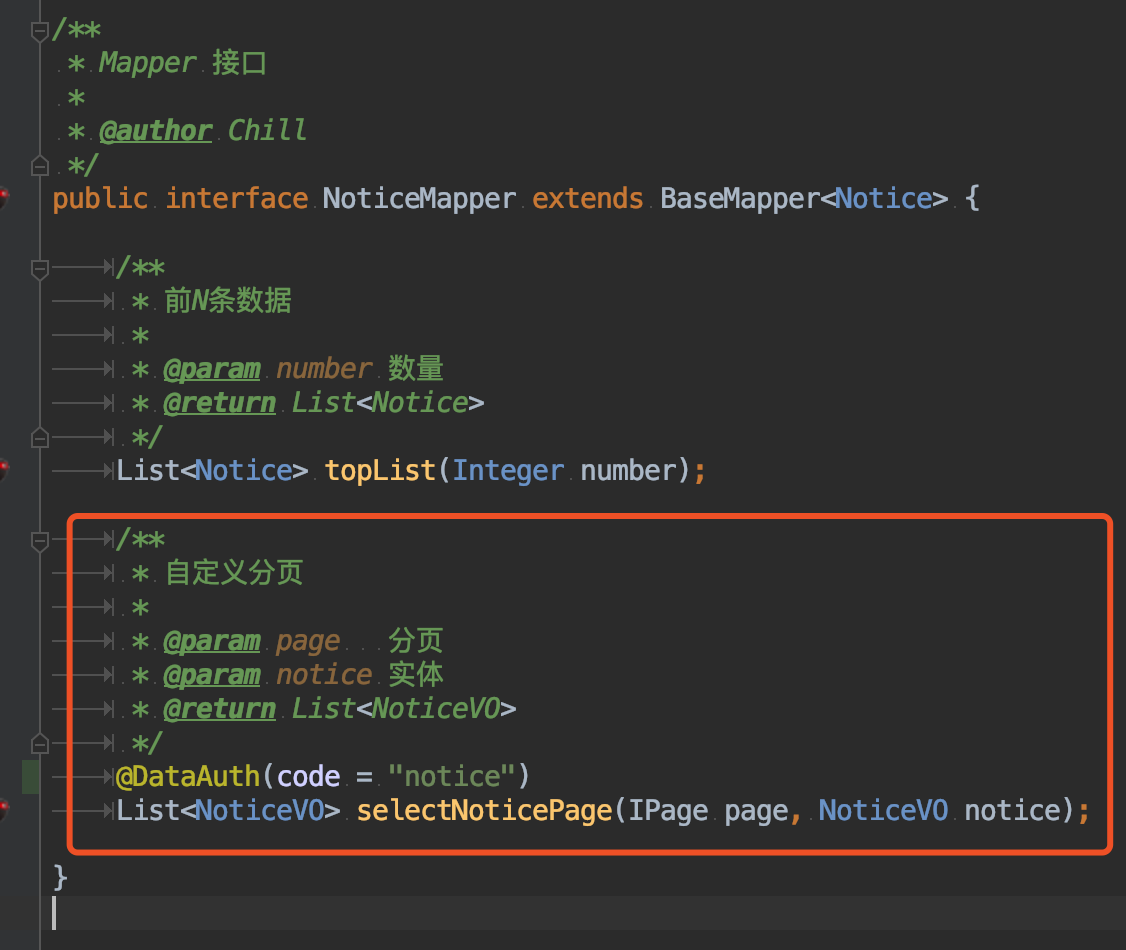 /**
 * Mapper 接口
 *
 * @author Chill
 */
public interface NoticeMapper extends BaseMapper<Notice> {
/**
 * 前N条数据
 *
 * @param number 数量
 * @return List<Notice>
 */
List<Notice> topList(Integer number);
/**
 * 自定义分页
 *
 * @param page   分页
 * @param notice 实体
 * @return List<NoticeVO>
 */
@DataAuth(code = "notice")
List<NoticeVO> selectNoticePage(IPage page, NoticeVO notice);
}